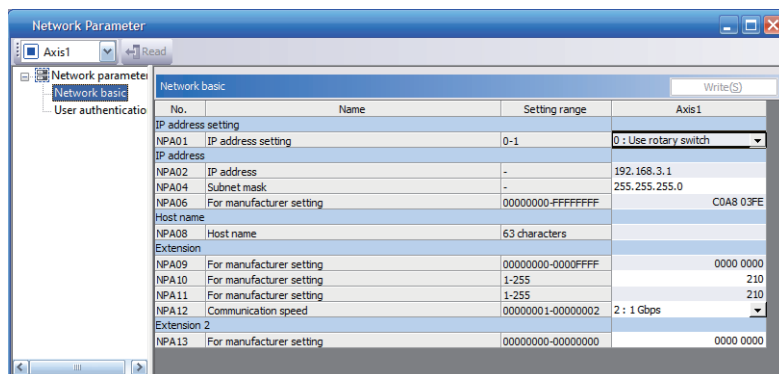 Network Parameter
Axis1 Read
Network parameter
Network basic
User authenticatio
Network basic Write(S)
No. Name Setting range Axis1
IP address setting
NPA01 IP address setting 0-1 0 : Use rotary switch
IP address
NPA02 IP address - 192.168.3.1
NPA04 Subnet mask - 255.255.255.0
NPA06 For manufacturer setting 00000000-FFFFFFFF C0A8 03FE
Host name
NPA08 Host name 63 characters
Extension
NPA09 For manufacturer setting 00000000-0000FFFF 0000 0000
NPA10 For manufacturer setting 1-255 210
NPA11 For manufacturer setting 1-255 210
NPA12 Communication speed 00000001-00000002 2 : 1 Gbps
Extension 2
NPA13 For manufacturer setting 00000000-00000000 0000 0000